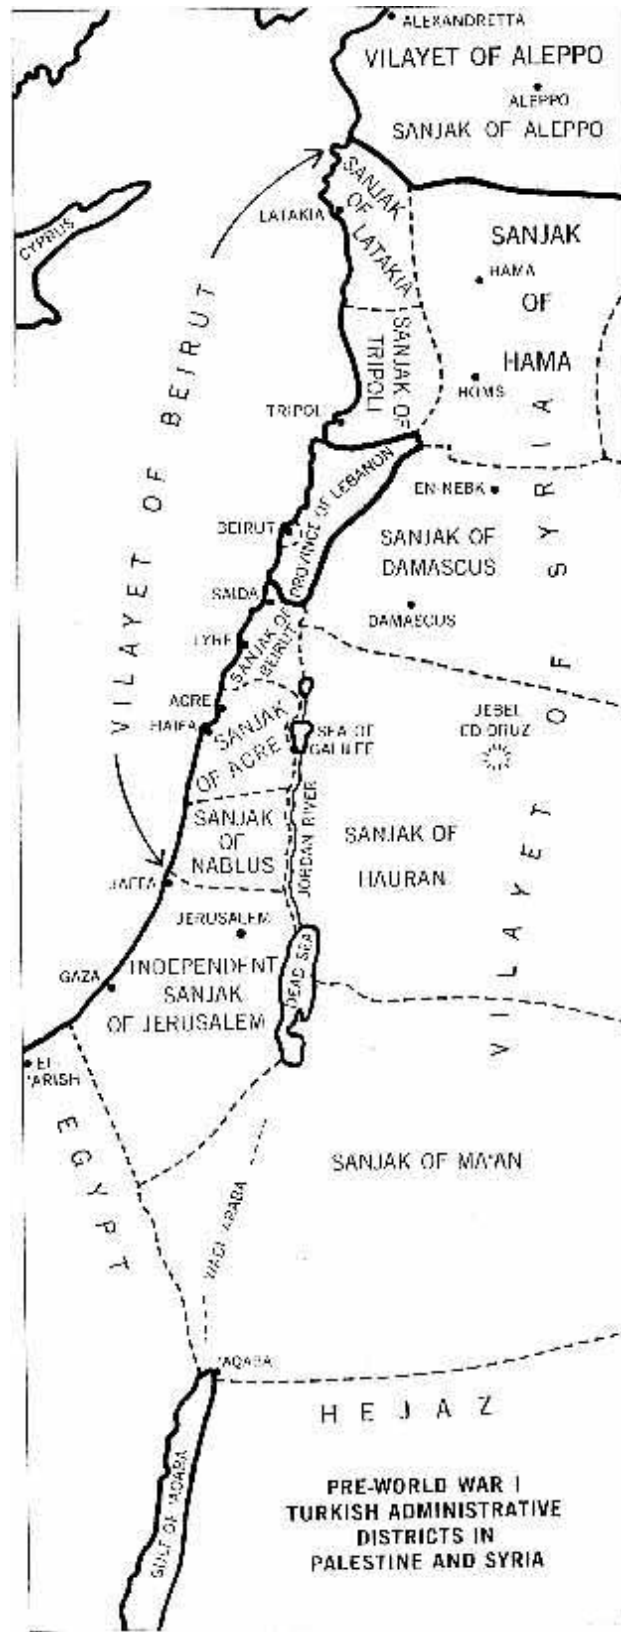 ALEXANDRETTA
VILAYET OF ALEPPO
ALEPPO
SANJAK OF ALEPPO
SANJAK
OF
LATAKIA
LATAKIA
CYPRUS
SANJAK
HAMA
OF
HAMA
HOMS
SANJAK OF
TRIPOLI
TRIPOLI
VILAYET OF BEIRUT
PROVINCE OF LEBANON
EN-NEBK
BEIRUT
SANJAK OF
DAMASCUS
SAIDA
DAMASCUS
TYRE
SANJAK OF
BEIRUT
VILAYET OF SYRIA
ACRE
HAIFA
SANJAK
OF ACRE
SEA OF
GALILEE
JEBEL
ED DRUZ
SANJAK
OF
NABLUS
JORDAN RIVER
SANJAK OF
HAURAN
JAFFA
JERUSALEM
GAZA
INDEPENDENT
SANJAK
OF JERUSALEM
DEAD SEA
EL
'ARISH
EGYPT
SANJAK OF MA'AN
WADI ARABA
'AQABA
HEJAZ
GULF OF 'AQABA
PRE-WORLD WAR I
TURKISH ADMINISTRATIVE
DISTRICTS IN
PALESTINE AND SYRIA